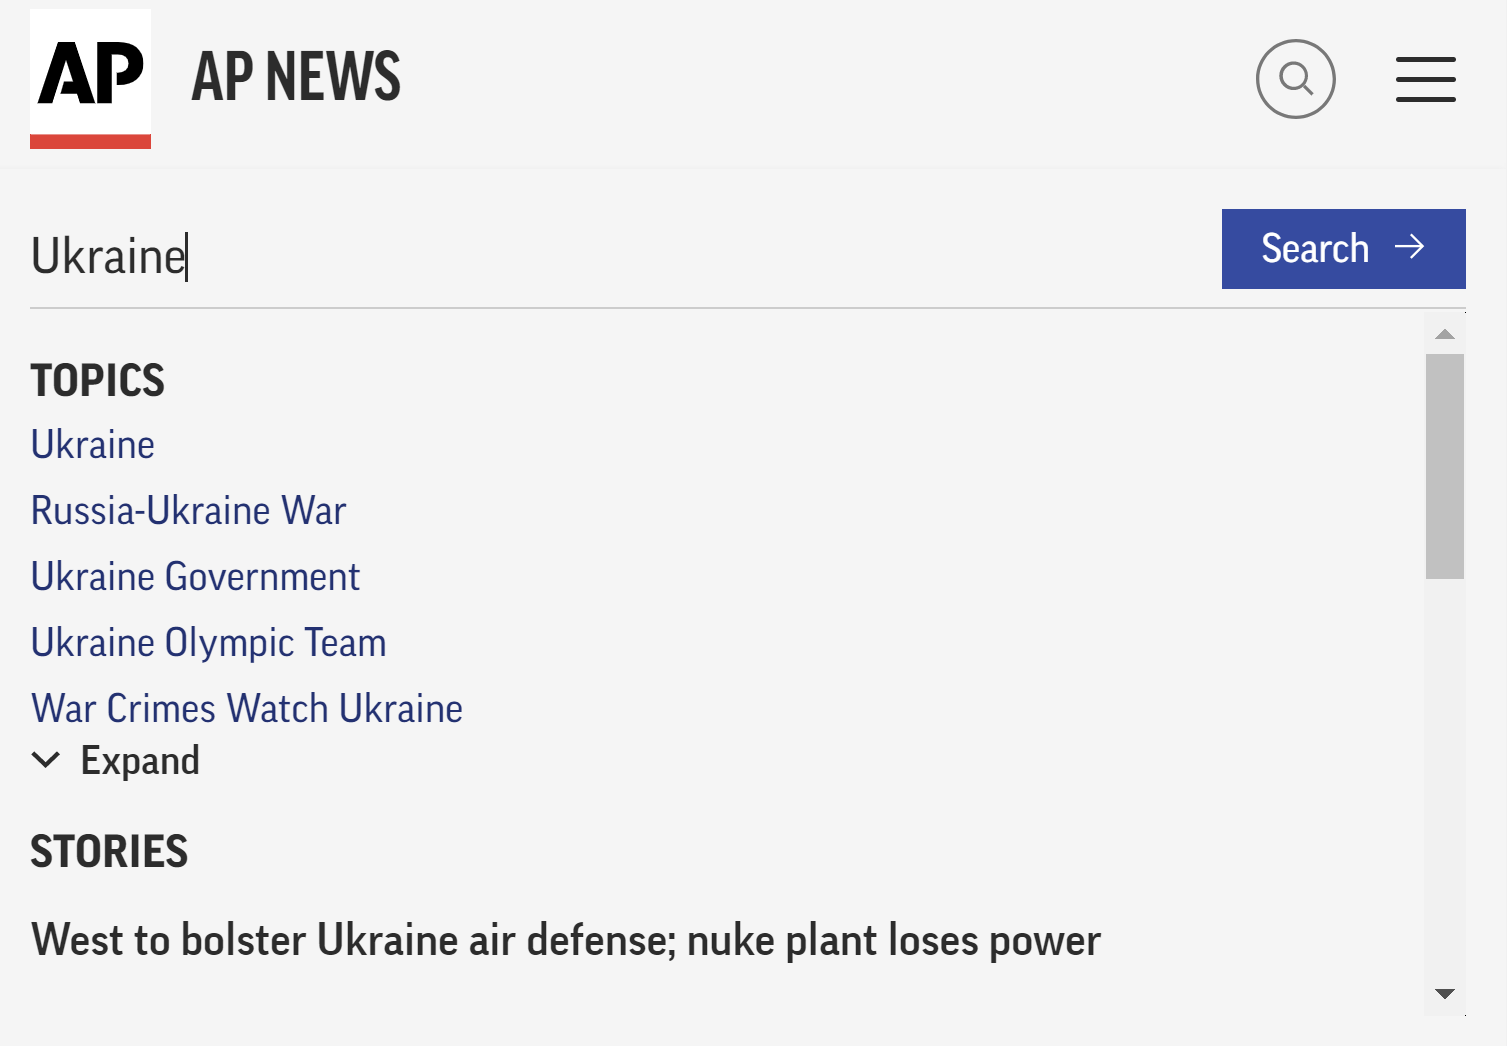 AP
AP NEWS
Ukraine
Search
TOPICS
Ukraine
Russia-Ukraine War
Ukraine Government
Ukraine Olympic Team
War Crimes Watch Ukraine
Expand
STORIES
West to bolster Ukraine air defense; nuke plant loses power